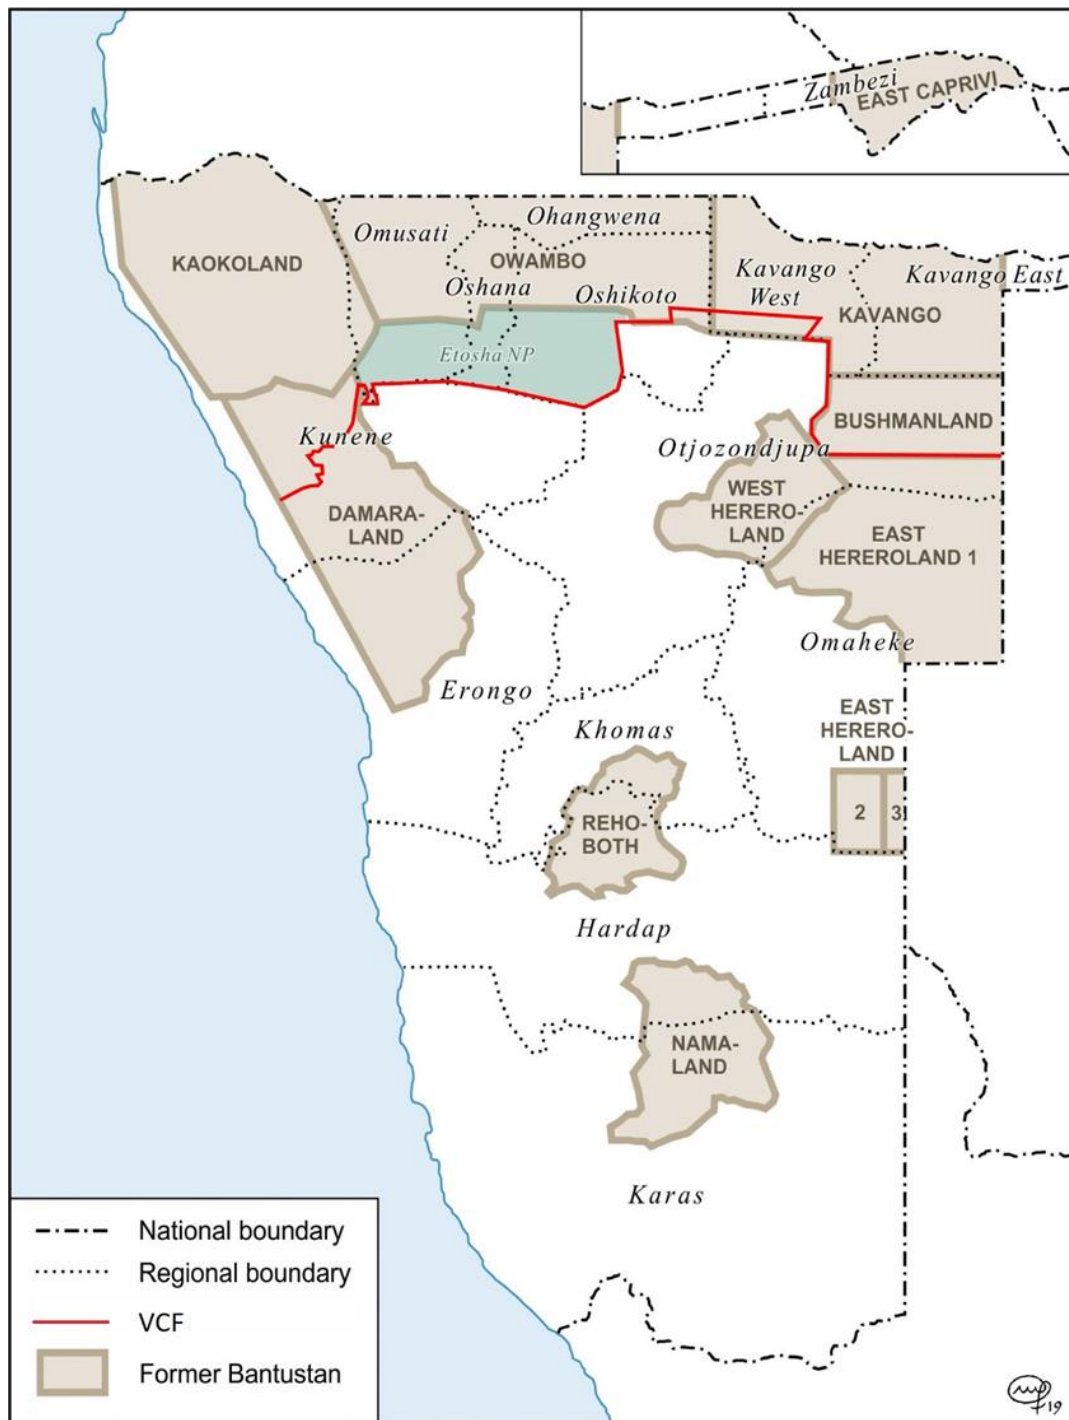 Zambezi
EAST CAPRIVI
Ohangwena
Omusati
KAOKOLAND
OWAMBO
Kavango
West
Kavango East
Oshana
Oshikoto
KAVANGO
Etosha NP
BUSHMANLAND
Kunene
Otjozondjupa
WEST
HERERO-
LAND
DAMARA-
LAND
EAST
HEREROLAND 1
Omaheke
Erongo
EAST
HERERO-
LAND
Khomas
2
3
REHO-
BOTH
Hardap
NAMA-
LAND
Karas
National boundary
Regional boundary
VCF
Former Bantustan
19